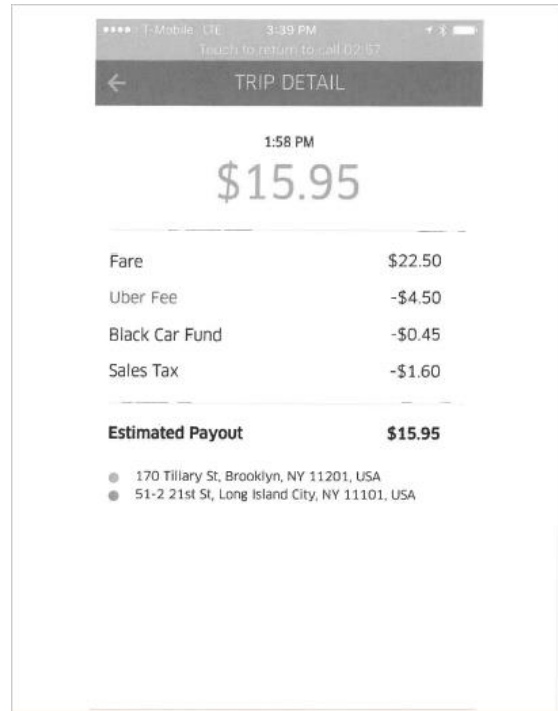 T-Mobile LTE 3:39 PM
Touch to return to call 02:57
TRIP DETAIL
1:58 PM
$15.95
Fare $22.50
Uber Fee -$4.50
Black Car Fund -$0.45
Sales Tax -$1.60
Estimated Payout $15.95
170 Tillary St, Brooklyn, NY 11201, USA
51-2 21st St, Long Island City, NY 11101, USA